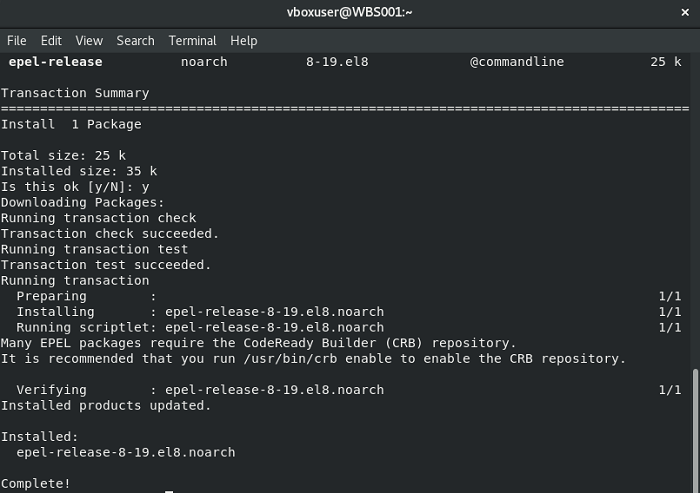 vboxuser@WBS001:~
File Edit View Search Terminal Help
epel-release noarch 8-19.el8 @commandline 25 k
Transaction Summary
================================================================================
Install 1 Package
Total size: 25 k
Installed size: 35 k
Is this ok [y/N]: y
Downloading Packages:
Running transaction check
Transaction check succeeded.
Running transaction test
Transaction test succeeded.
Running transaction
Preparing : 1/1
Installing : epel-release-8-19.el8.noarch 1/1
Running scriptlet: epel-release-8-19.el8.noarch 1/1
Many EPEL packages require the CodeReady Builder (CRB) repository.
It is recommended that you run /usr/bin/crb enable to enable the CRB repository.
Verifying : epel-release-8-19.el8.noarch 1/1
Installed products updated.
Installed:
epel-release-8-19.el8.noarch
Complete!